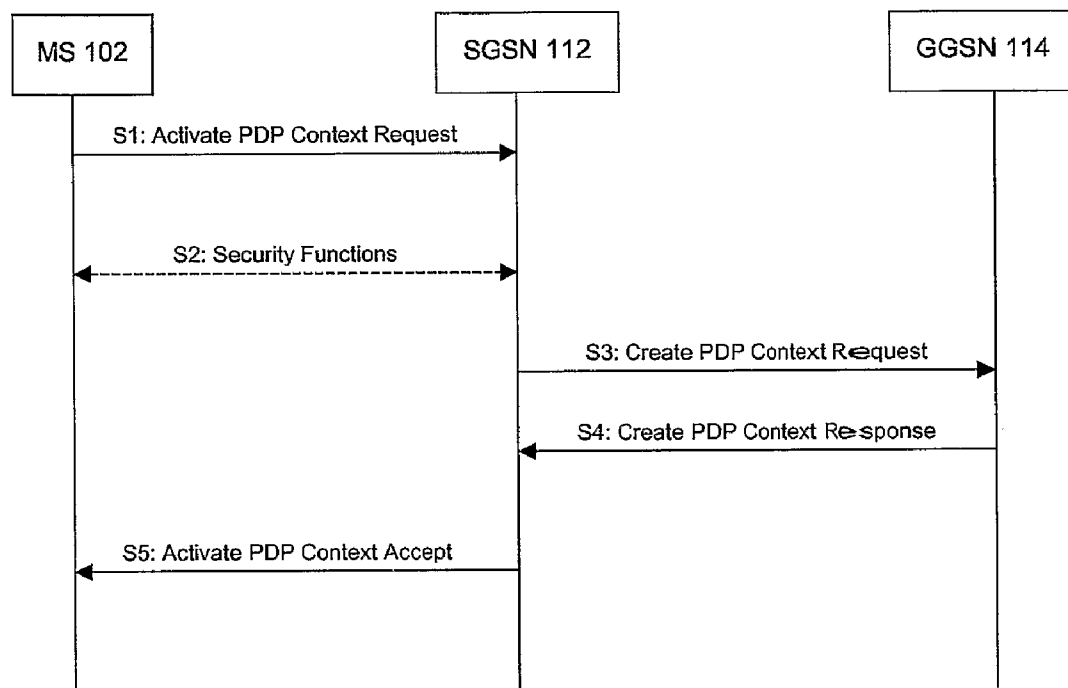 MS 102
SGSN 112
GGSN 114
S1: Activate PDP Context Request
S2: Security Functions
S3: Create PDP Context Request
S4: Create PDP Context Response
S5: Activate PDP Context Accept